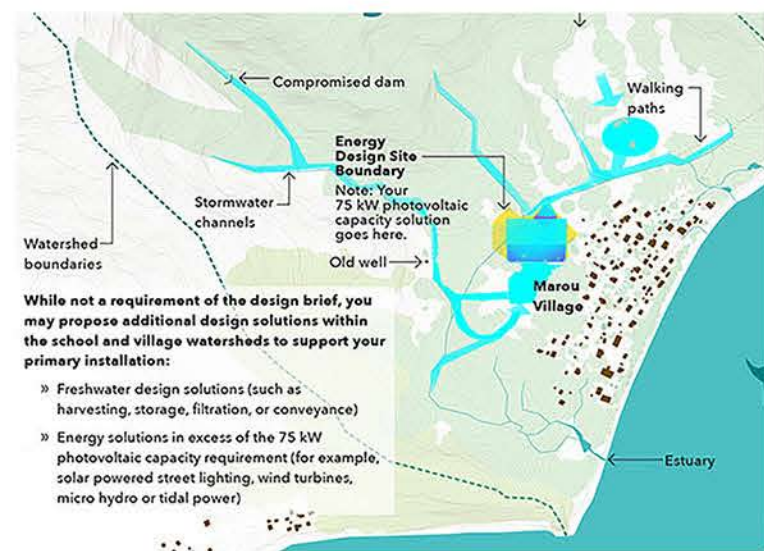 Compromised dam
Walking
paths
Energy
Design Site
Boundary
Note: Your
75 kW photovoltaic
capacity solution
goes here.
Stormwater
channels
Watershed
boundaries
Old well
Marou
Village
While not a requirement of the design brief, you
may propose additional design solutions within
the school and village watersheds to support your
primary installation:
» Freshwater design solutions (such as
harvesting, storage, filtration, or conveyance)
» Energy solutions in excess of the 75 kW
photovoltaic capacity requirement (for example,
solar powered street lighting, wind turbines,
micro hydro or tidal power)
Estuary